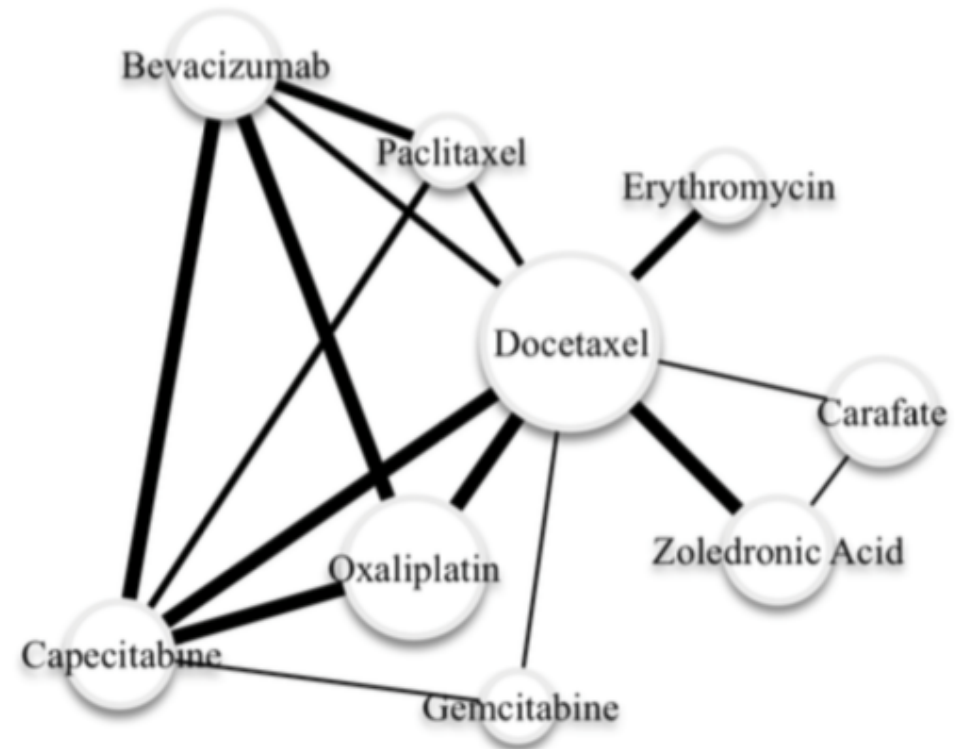 Bevacizumab
Paclitaxel
Erythromycin
Docetaxel
Carafate
Zoledronic Acid
Oxaliplatin
Capecitabine
Gemcitabine